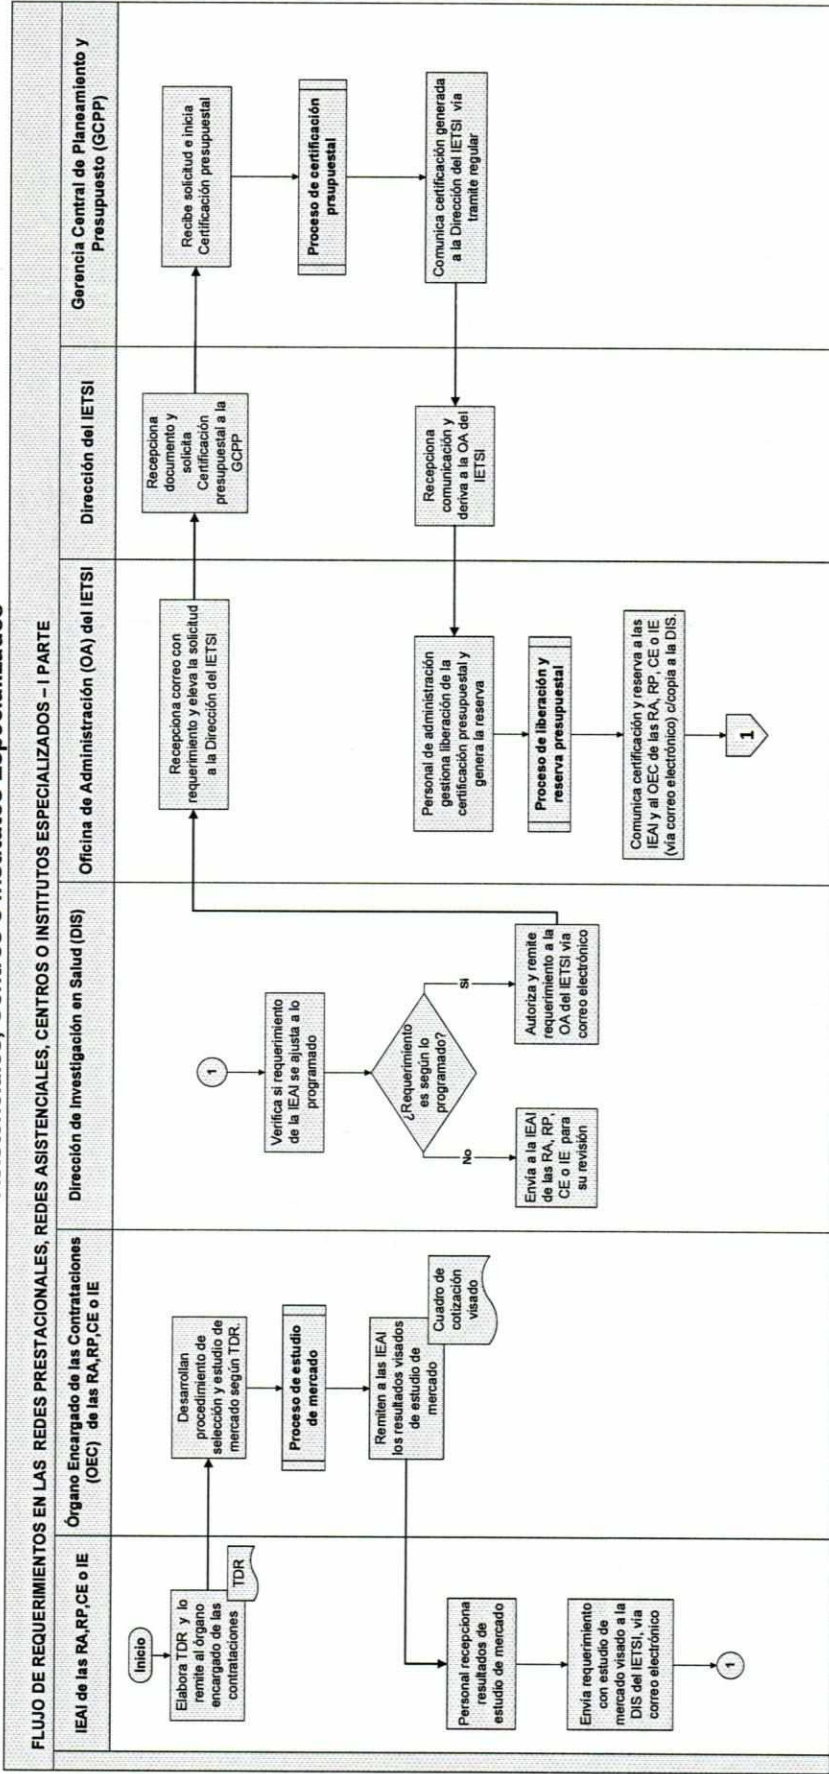 FLUJO DE REQUERIMIENTOS EN LAS REDES PRESTACIONALES, REDES ASISTENCIALES, CENTROS O INSTITUTOS ESPECIALIZADOS – I PARTE
IEAI de las RA,RP,CE o IE
Órgano Encargado de las Contrataciones
(OEC) de las RA,RP,CE o IE
Dirección de Investigación en Salud (DIS)
Oficina de Administración (OA) del IETSI
Dirección del IETSI
Gerencia Central de Planeamiento y
Presupuesto (GCPP)
Inicio
Elabora TDR y lo
remite al órgano
encargado de las
contrataciones
TDR
Personal recepciona
resultados de
estudio de mercado
Envía requerimiento
con estudio de
mercado visado a la
DIS del IETSI, vía
correo electrónico
1
Desarrollan
procedimiento de
selección y estudio de
mercado según TDR.
Proceso de estudio
de mercado
Remiten a las IEAI
los resultados visados
de estudio de
mercado
Cuadro de
cotización
visado
1
Verifica si requerimiento
de la IEAI se ajusta a lo
programado
¿Requerimiento
es según lo
programado?
No
Si
Envía a la IEAI
de las RA, RP,
CE o IE para
su revisión
Autoriza y remite
requerimiento a la
OA del IETSI vía
correo electrónico
Recepciona correo con
requerimiento y eleva la solicitud
a la Dirección del IETSI
Personal de administración
gestiona liberación de la
certificación presupuestal y
genera la reserva
Proceso de liberación y
reserva presupuestal
Comunica certificación y reserva a las
IEAI y al OEC de las RA, RP, CE o IE
(vía correo electrónico) c/copia a la DIS.
1
Recepciona
documento y
solicita
Certificación
presupuestal a la
GCPP
Recepciona
comunicación y
deriva a la OA del
IETSI
Recibe solicitud e inicia
Certificación presupuestal
Proceso de certificación
prsupuestal
Comunica certificación generada
a la Dirección del IETSI vía
tramite regular